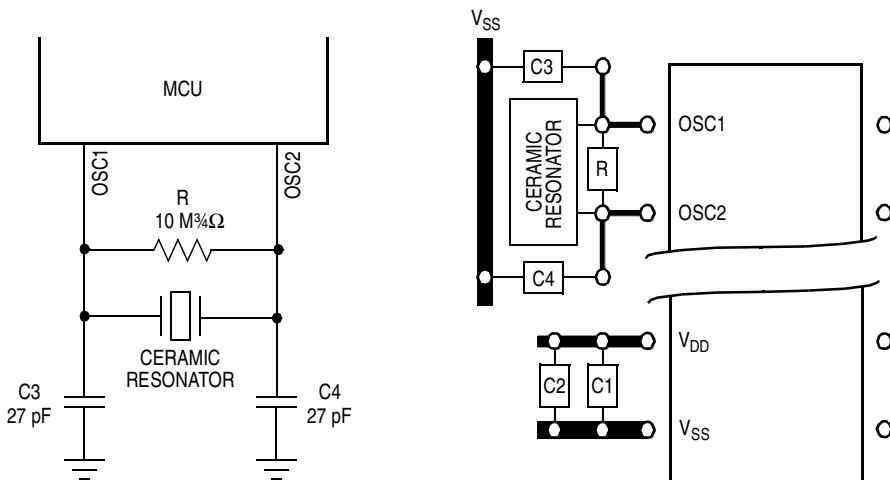 MCU
OSC1
OSC2
R
10 M¾Ω
CERAMIC
RESONATOR
C3
27 pF
C4
27 pF
VSS
C3
OSC1
CERAMIC
RESONATOR
R
OSC2
C4
VDD
C2
C1
VSS